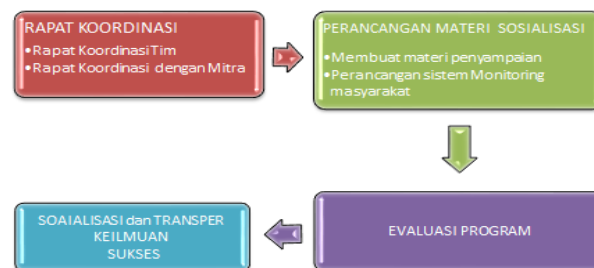 RAPAT KOORDINASI
•Rapat Koordinasi Tim
•Rapat Koordinasi dengan Mitra
PERANCANGAN MATERI SOSIALISASI
•Membuat materi penyampaian
•Perancangan sistem Monitoring
masyarakat
EVALUASI PROGRAM
SOAIALISASI dan TRANSPER
KEILMUAN
SUKSES